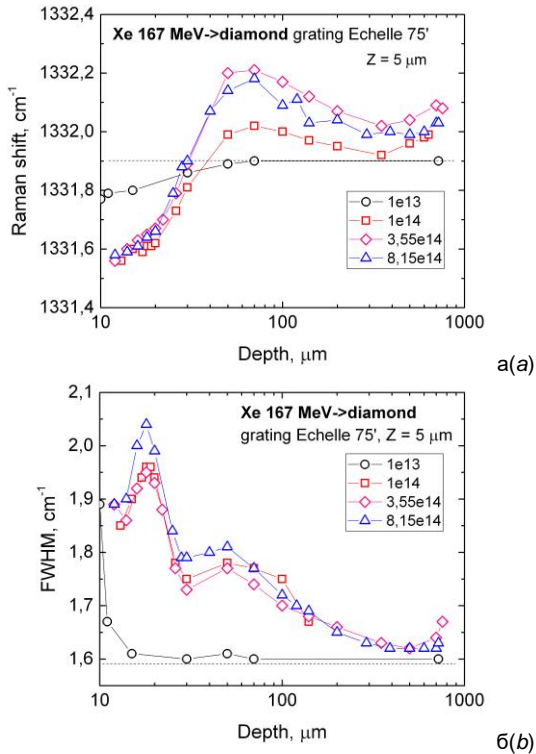 1332,4
Xe 167 MeV->diamond grating Echelle 75'
Z = 5 μm
1332,2
1332,0
1331,8
1331,6
1331,4
Raman shift, cm-1
1e13
1e14
3,55e14
8,15e14
10
100
1000
Depth, μm
а(a)
2,1
Xe 167 MeV->diamond
grating Echelle 75', Z = 5 μm
2,0
1e13
1e14
3,55e14
8,15e14
1,9
1,8
1,7
1,6
FWHM, cm-1
10
100
1000
Depth, μm
б(b)